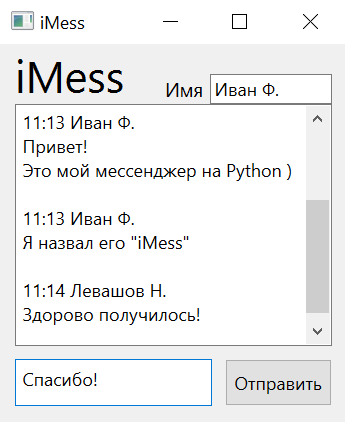 iMess
iMess
Имя Иван Ф.
11:13 Иван Ф.
Привет!
Это мой мессенджер на Python )
11:13 Иван Ф.
Я назвал его "iMess"
11:14 Левашов Н.
Здорово получилось!
Спасибо! Отправить